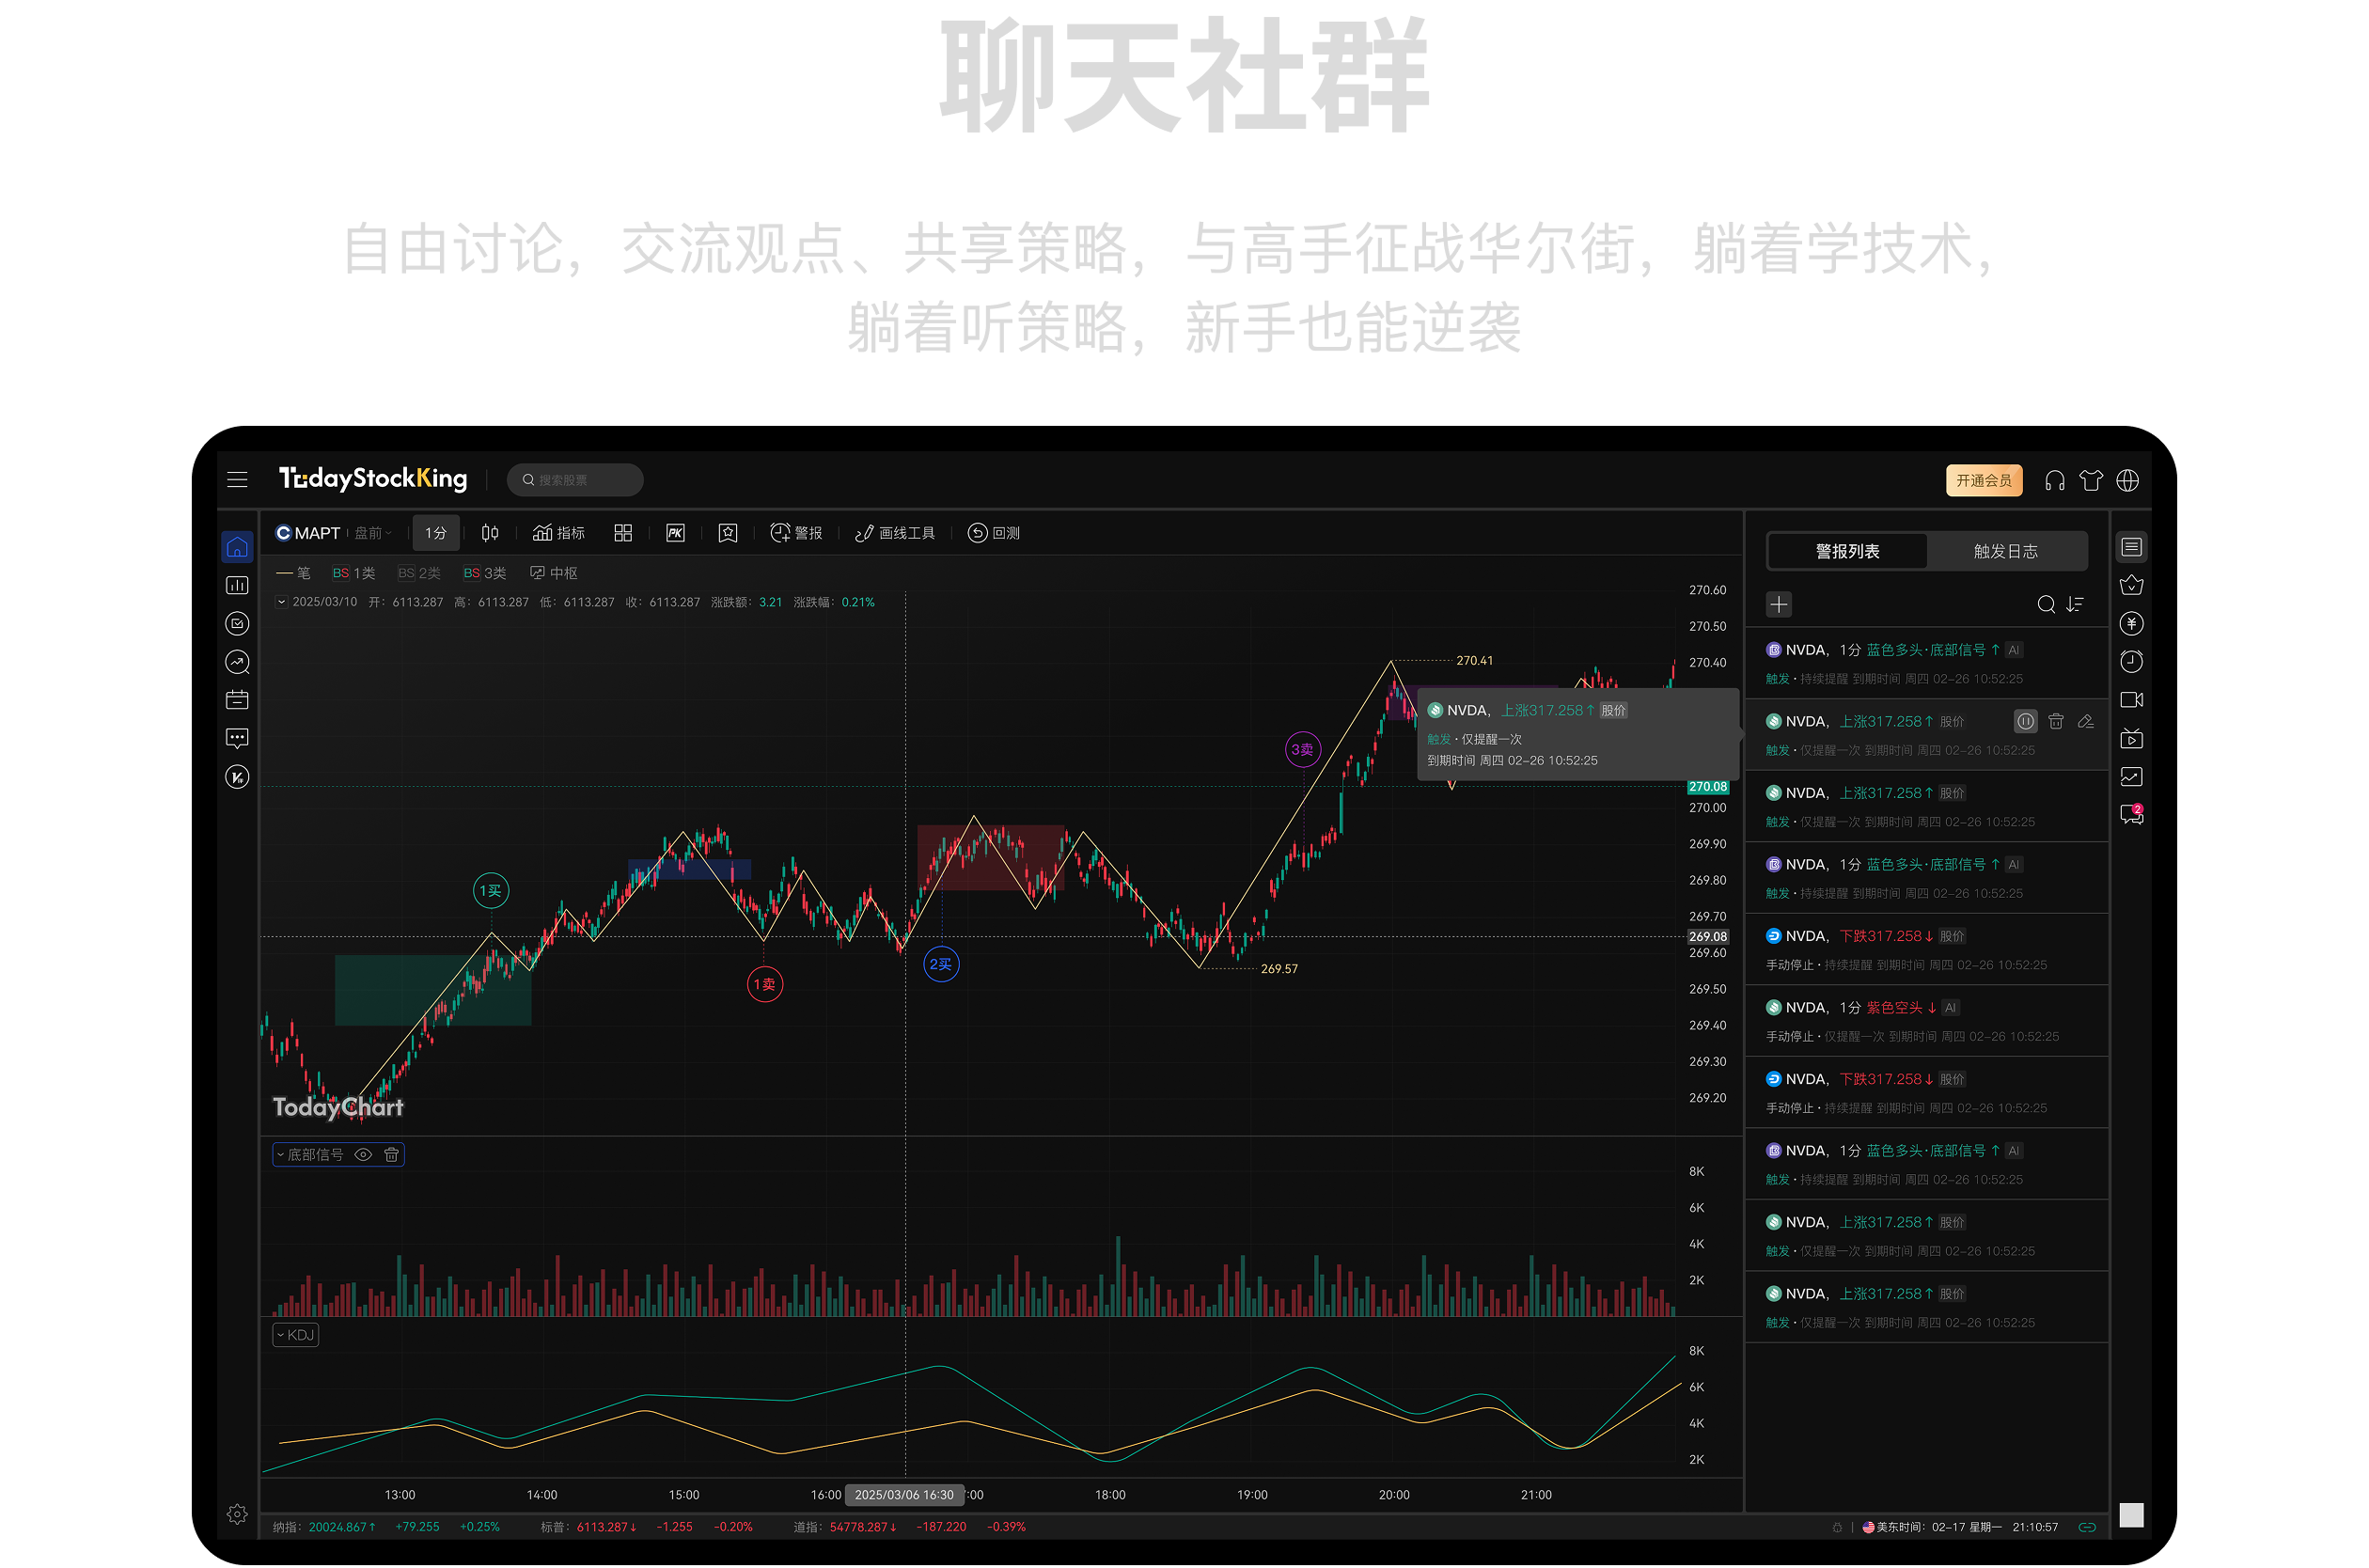 聊天社群
自由讨论，交流观点、共享策略，与高手征战华尔街，躺着学技术，
躺着听策略，新手也能逆袭
TodayStockKing
搜索股票
开通会员
MAPT 盘前 1分 指标 PK 警报 画线工具 回测
笔 BS 1类 BS 2类 BS 3类 中枢
2025/03/10 开: 6113.287 高: 6113.287 低: 6113.287 收: 6113.287 涨跌额: 3.21 涨跌幅: 0.21%
270.60
270.50
270.40
270.08
270.00
269.90
269.80
269.70
269.08
269.60
269.50
269.40
269.30
269.20
270.41
3卖
1买
2买
1卖
269.57
NVDA, 上涨317.258↑ 股价
触发·仅提醒一次
到期时间 周四 02-26 10:52:25
TodayChart
底部信号
8K
6K
4K
2K
KDJ
8K
6K
4K
2K
13:00 14:00 15:00 16:00 2025/03/06 16:30 :00 18:00 19:00 20:00 21:00
警报列表 触发日志
NVDA, 1分 蓝色多头·底部信号 ↑ AI
触发·持续提醒 到期时间 周四 02-26 10:52:25
NVDA, 上涨317.258↑ 股价
触发·仅提醒一次 到期时间 周四 02-26 10:52:25
NVDA, 上涨317.258↑ 股价
触发·仅提醒一次 到期时间 周四 02-26 10:52:25
NVDA, 1分 蓝色多头·底部信号 ↑ AI
触发·持续提醒 到期时间 周四 02-26 10:52:25
NVDA, 下跌317.258↓ 股价
手动停止·持续提醒 到期时间 周四 02-26 10:52:25
NVDA, 1分 紫色空头 ↓ AI
手动停止·仅提醒一次 到期时间 周四 02-26 10:52:25
NVDA, 下跌317.258↓ 股价
手动停止·持续提醒 到期时间 周四 02-26 10:52:25
NVDA, 1分 蓝色多头·底部信号 ↑ AI
触发·持续提醒 到期时间 周四 02-26 10:52:25
NVDA, 上涨317.258↑ 股价
触发·仅提醒一次 到期时间 周四 02-26 10:52:25
NVDA, 上涨317.258↑ 股价
触发·仅提醒一次 到期时间 周四 02-26 10:52:25
2
纳指: 20024.867↑ +79.255 +0.25% 标普: 6113.287↓ -1.255 -0.20% 道指: 54778.287↓ -187.220 -0.39%
美东时间: 02-17 星期一 21:10:57